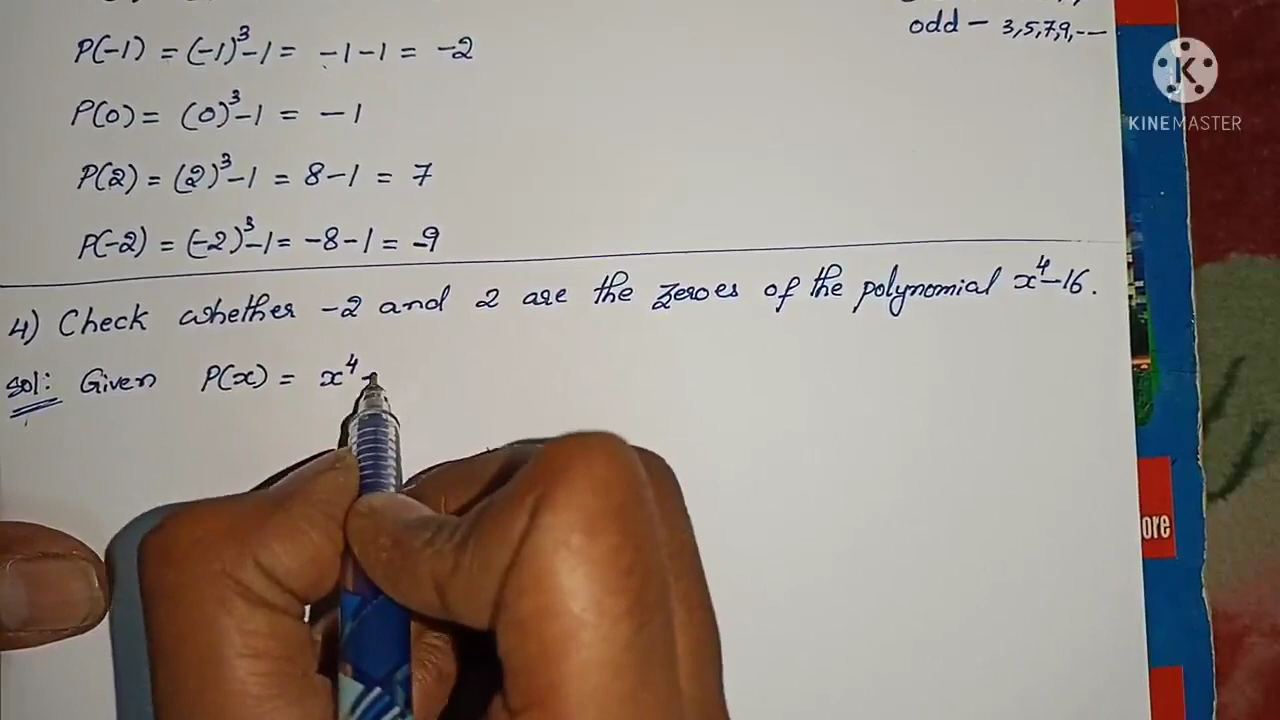 odd - 3,5,7,9,---
P(-1) = (-1)³-1 = -1-1 = -2
P(0) = (0)³-1 = -1
P(2) = (2)³-1 = 8-1 = 7
P(-2) = (-2)³-1 = -8-1 = -9
4) Check whether -2 and 2 are the zeroes of the polynomial x⁴-16.
Sol: Given P(x) = x⁴-
KINEMASTER
ore